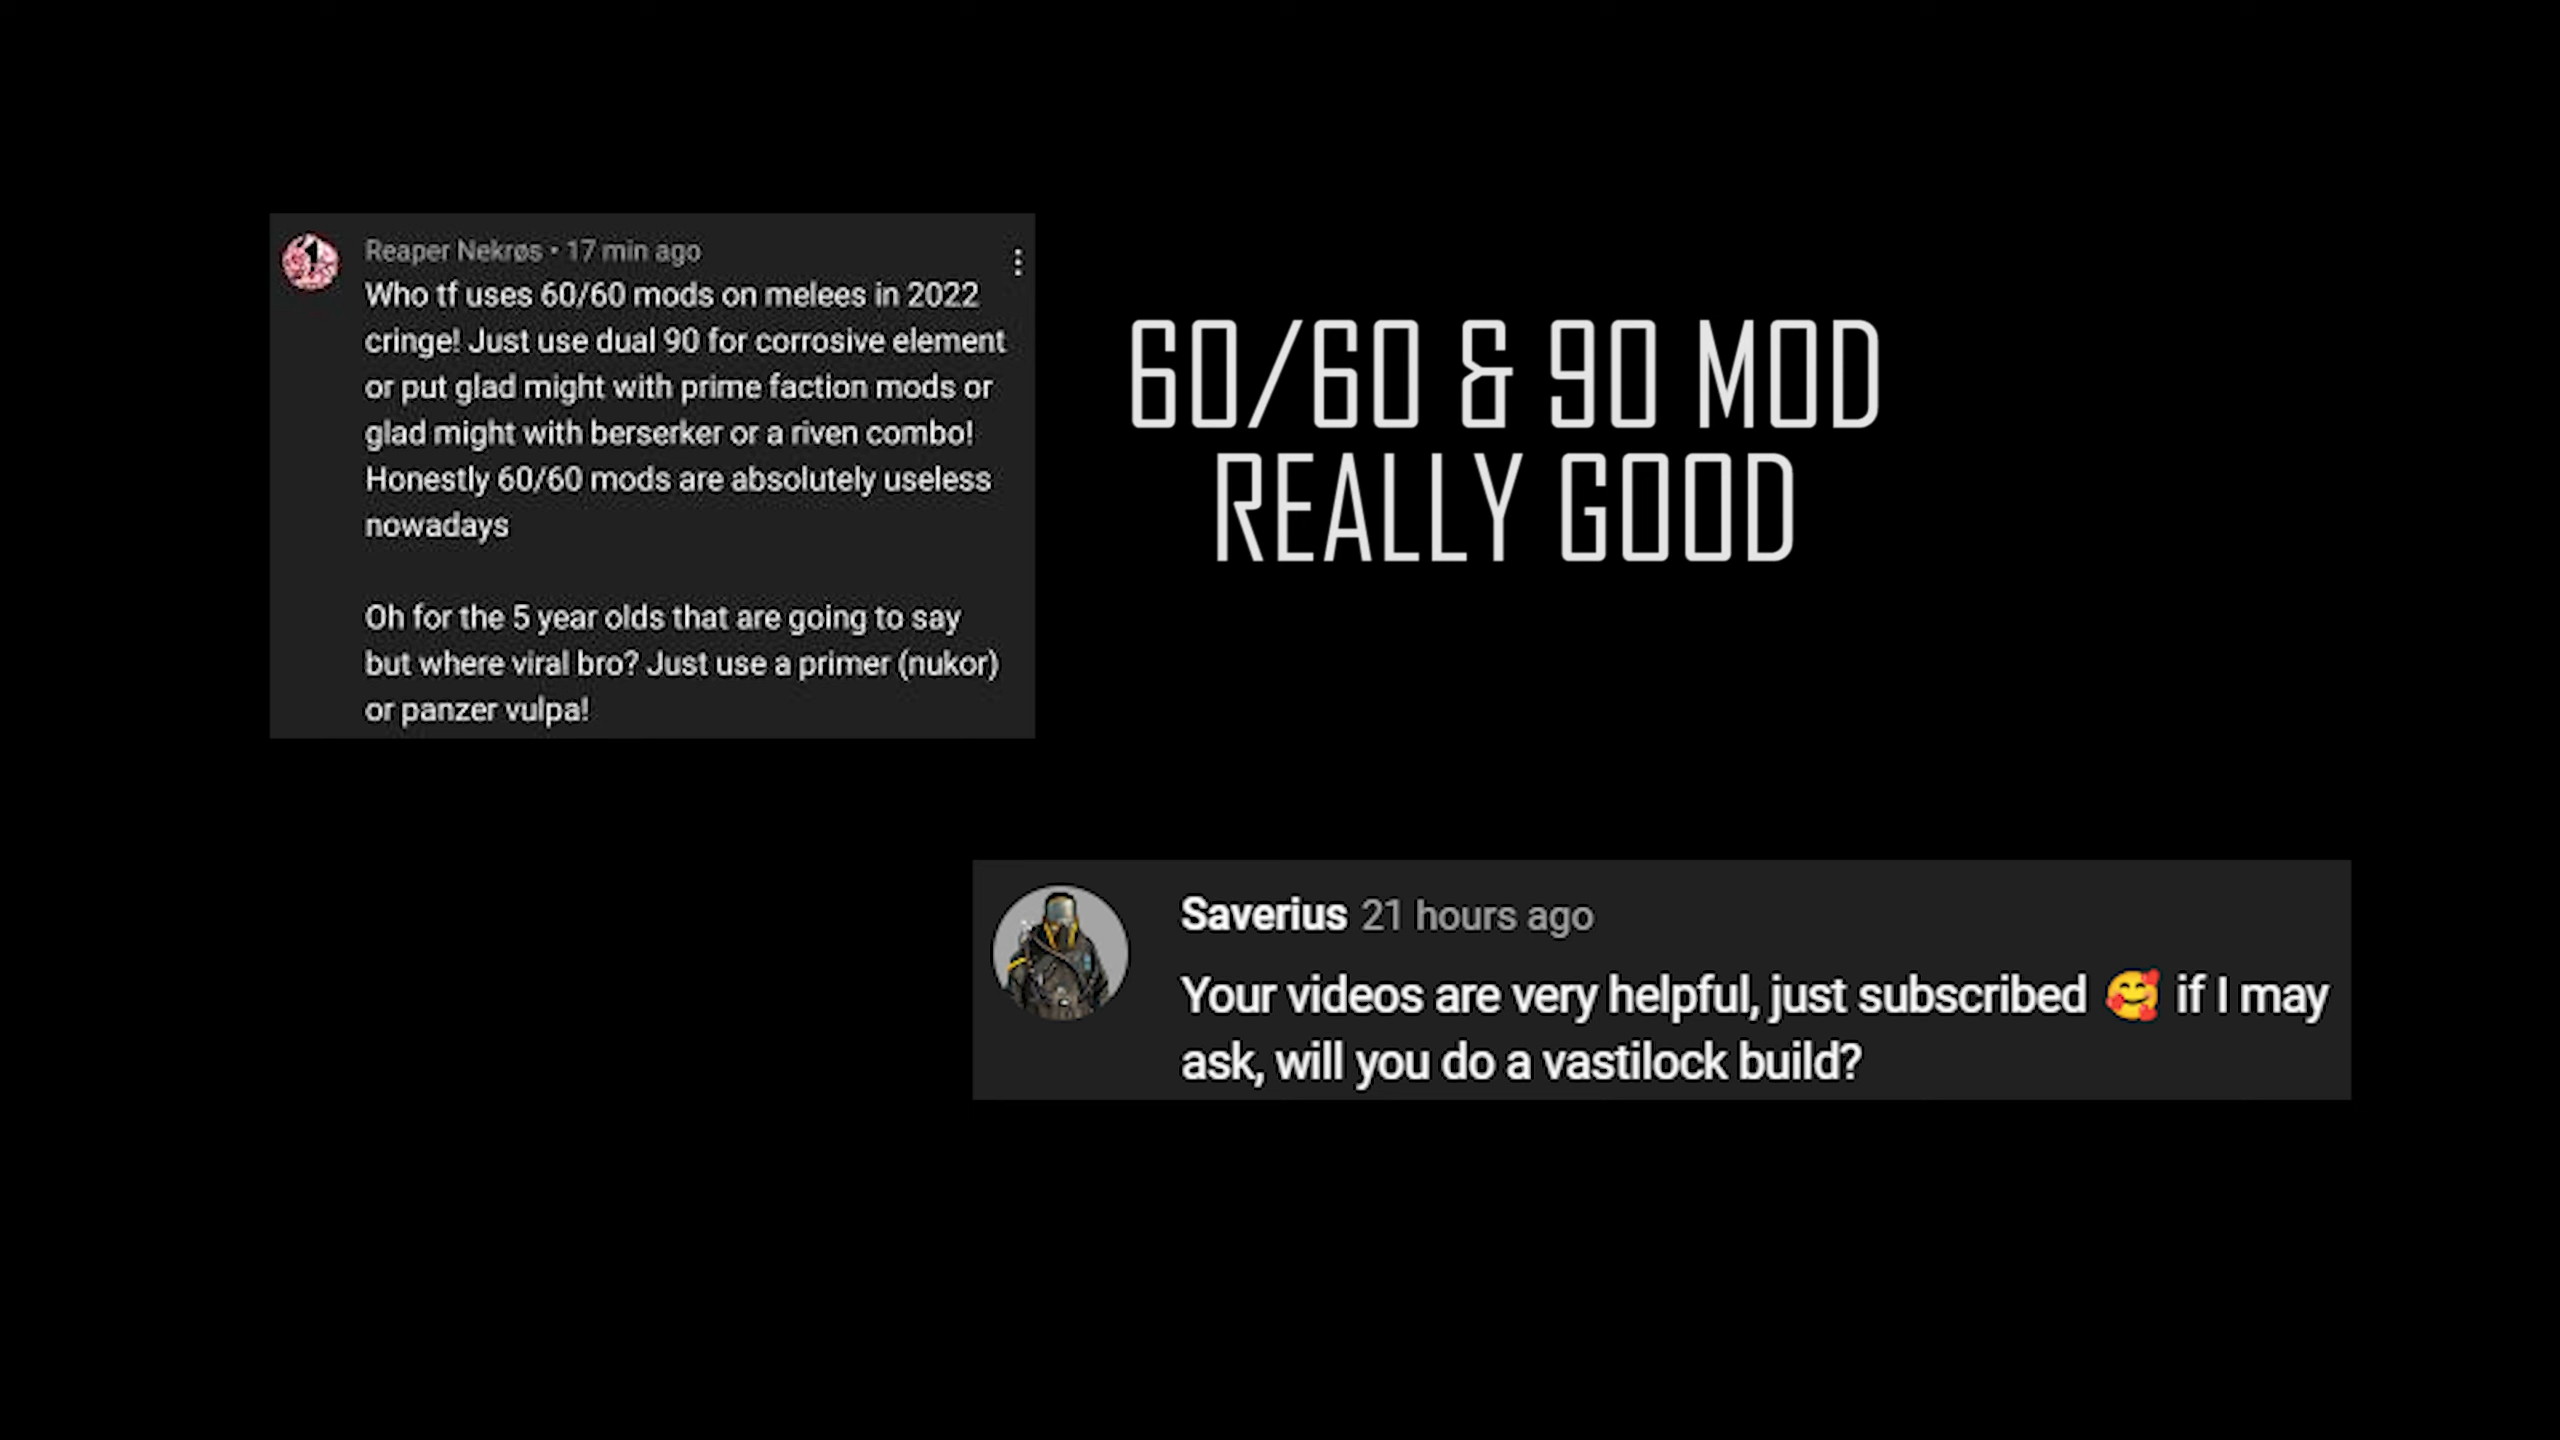 Reaper Nekrøs • 17 min ago
Who tf uses 60/60 mods on melees in 2022
cringe! Just use dual 90 for corrosive element
or put glad might with prime faction mods or
glad might with berserker or a riven combo!
Honestly 60/60 mods are absolutely useless
nowadays
Oh for the 5 year olds that are going to say
but where viral bro? Just use a primer (nukor)
or panzer vulpa!
60/60 & 90 MOD
REALLY GOOD
Saverius 21 hours ago
Your videos are very helpful, just subscribed 🥰 if I may
ask, will you do a vastilock build?